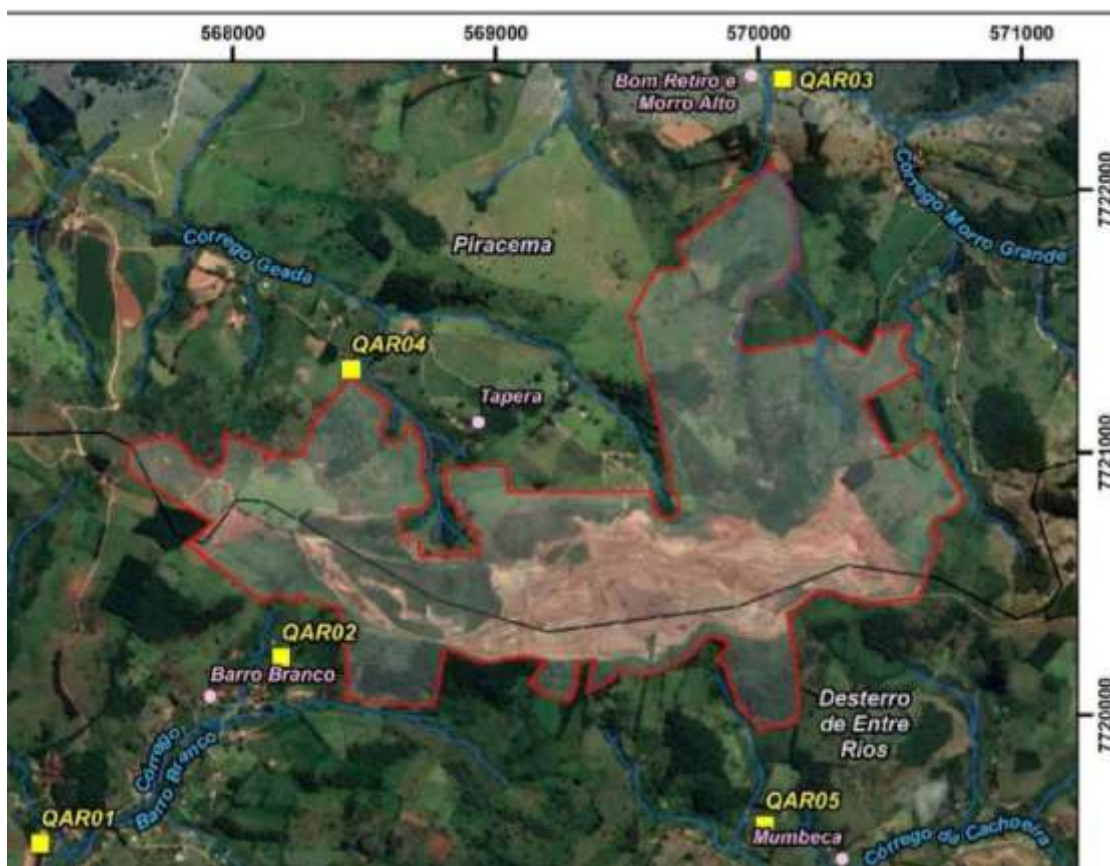 568000
569000
570000
571000
Bom Retiro e
Morro Alto
QAR03
7722000
Córrego Morro Grande
Piracema
Córrego Geada
QAR04
Tapera
7721000
QAR02
Barro Branco
Desterro
de Entre
Rios
7720000
Córrego
Barro Branco
QAR01
QAR05
Mumbeca
Córrego da Cachoeira